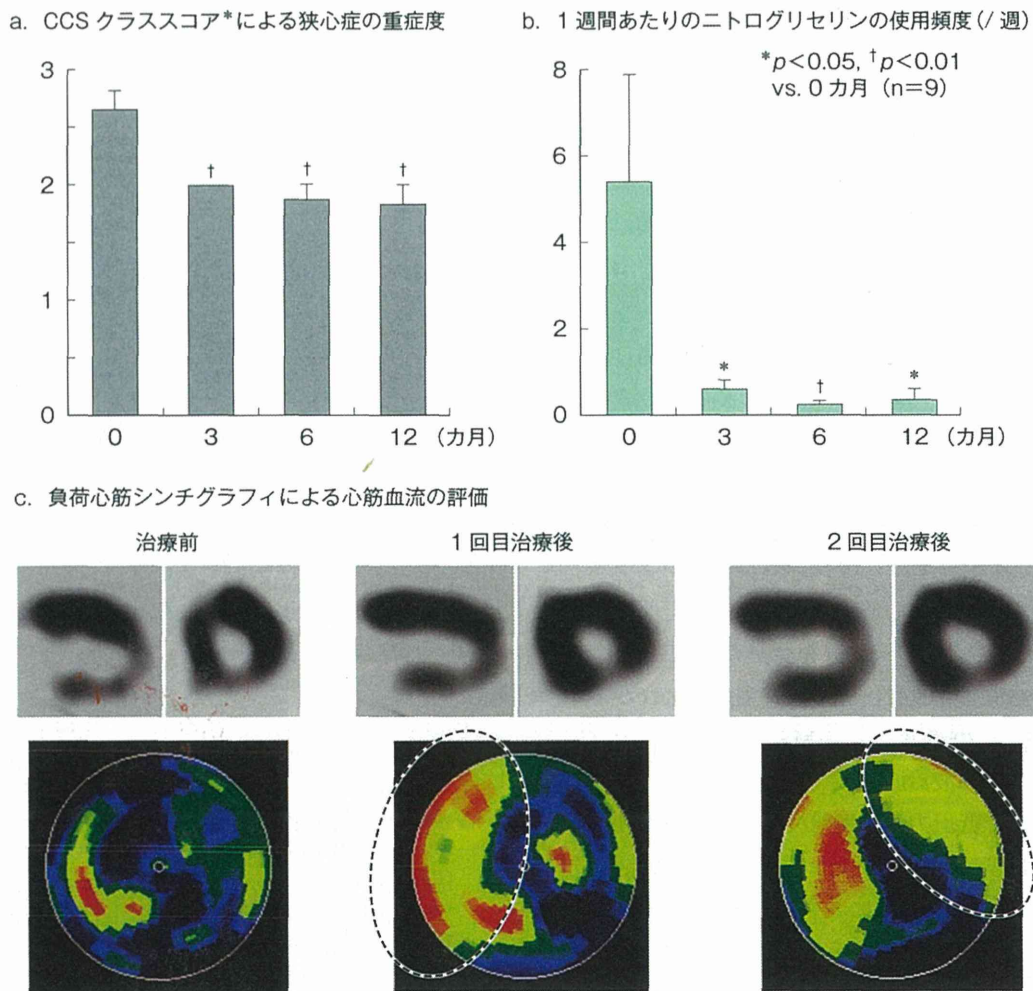 a. CCS クラススコア*による狭心症の重症度
3
2
1
0
†
†
†
0 3 6 12 (カ月)
b. 1 週間あたりのニトログリセリンの使用頻度(/ 週)
*p<0.05, †p<0.01
vs. 0 カ月 (n=9)
8
6
4
2
0
*
†
*
0 3 6 12 (カ月)
c. 負荷心筋シンチグラフィによる心筋血流の評価
治療前
1 回目治療後
2 回目治療後